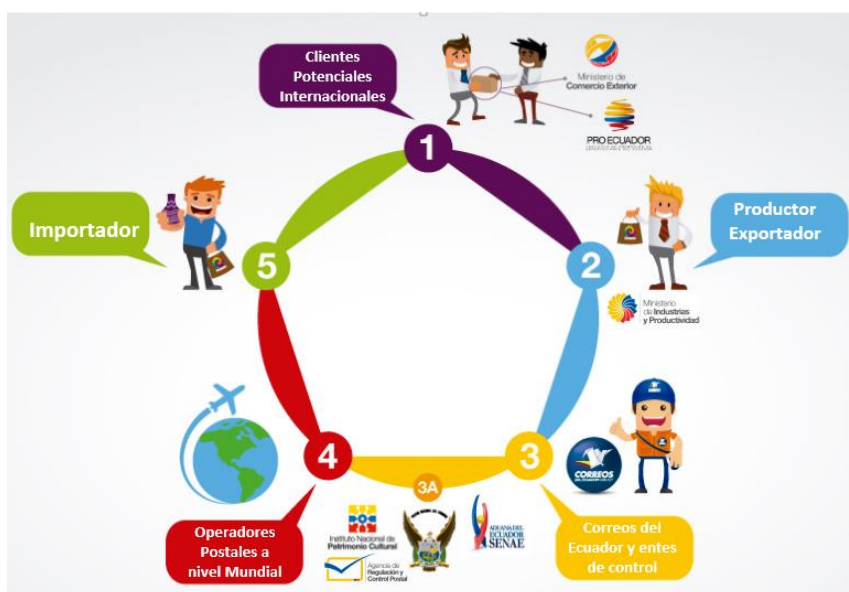 Clientes
Potenciales
Internacionales
Ministerio de
Comercio Exterior
PRO ECUADOR
1
Importador
5
2
Productor
Exportador
Ministerio
de Industrias
y Productividad
4
3
3A
CORREOS
Operadores
Postales a
nivel Mundial
Instituto Nacional de
Patrimonio Cultural
Agencia de
Regulación y
Control Postal
ADUANA DEL
ECUADOR
SENAE
Correos del
Ecuador y entes
de control